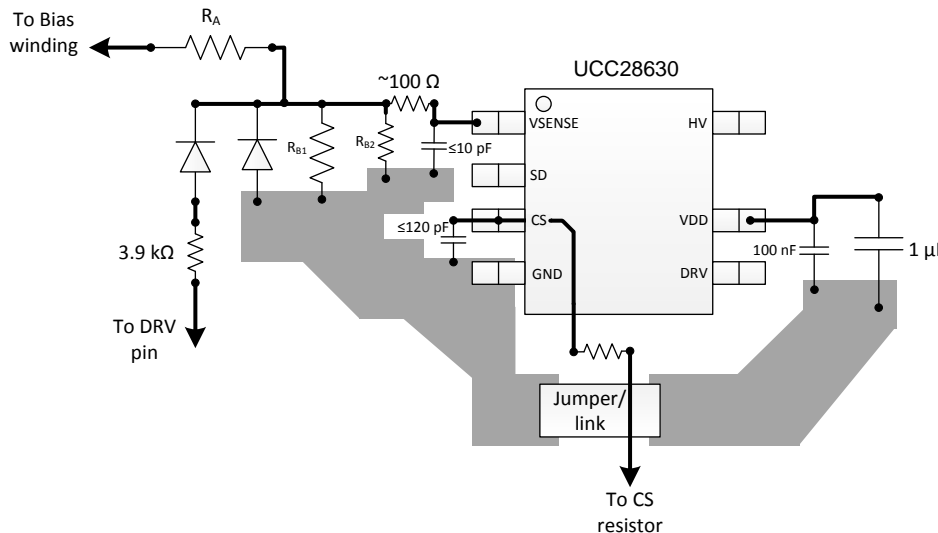 To Bias
winding
RA
UCC28630
~100 Ω
VSENSE
HV
RB1
RB2
≤10 pF
SD
CS
VDD
≤120 pF
100 nF
1 µ
3.9 kΩ
GND
DRV
To DRV
pin
Jumper/
link
To CS
resistor